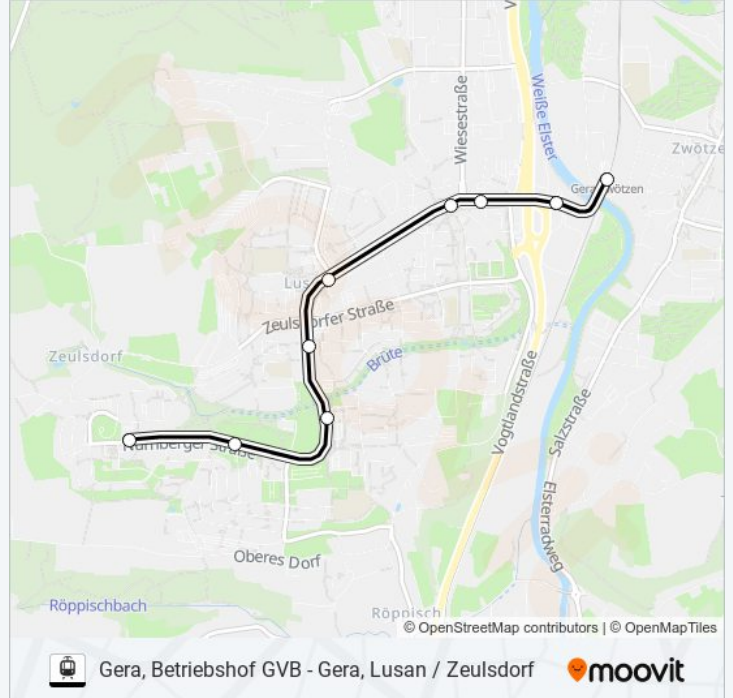 V
Wiesestraße
Weiße Elster
Zwötze
Gera-Zwötzen
Lus
Zeulsdorfer Straße
Zeulsdorf
Brüte
Vogtlandstraße
Salzstraße
Nürnberger Straße
Elsterradweg
Oberes Dorf
Röppischbach
Röppisch
© OpenStreetMap contributors | © OpenMapTiles
Gera, Betriebshof GVB - Gera, Lusan / Zeulsdorf
moovit